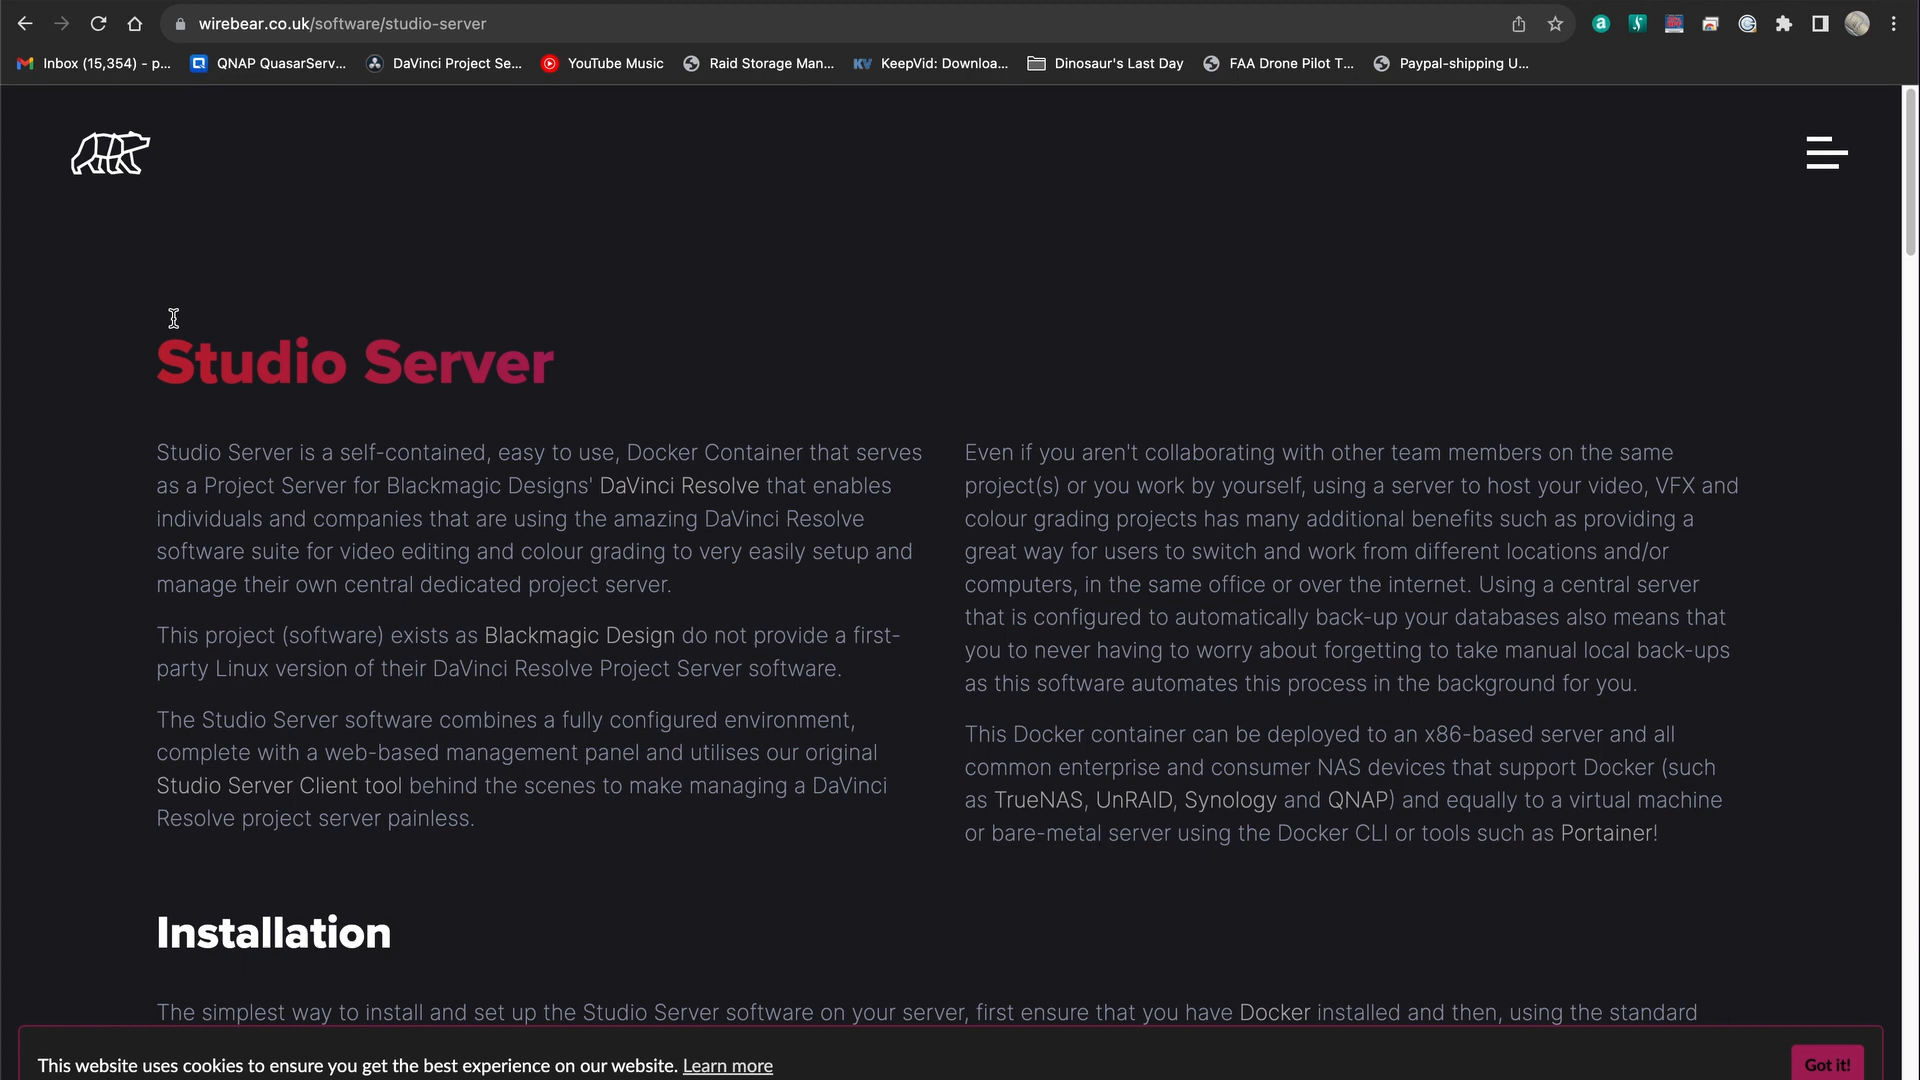 wirebear.co.uk/software/studio-server
Inbox (15,354) - p... QNAP QuasarServ... DaVinci Project Se... YouTube Music Raid Storage Man... KV KeepVid: Downloa... Dinosaur's Last Day FAA Drone Pilot T... Paypal-shipping U...
Studio Server
Studio Server is a self-contained, easy to use, Docker Container that serves
as a Project Server for Blackmagic Designs' DaVinci Resolve that enables
individuals and companies that are using the amazing DaVinci Resolve
software suite for video editing and colour grading to very easily setup and
manage their own central dedicated project server.
This project (software) exists as Blackmagic Design do not provide a first-
party Linux version of their DaVinci Resolve Project Server software.
The Studio Server software combines a fully configured environment,
complete with a web-based management panel and utilises our original
Studio Server Client tool behind the scenes to make managing a DaVinci
Resolve project server painless.
Even if you aren't collaborating with other team members on the same
project(s) or you work by yourself, using a server to host your video, VFX and
colour grading projects has many additional benefits such as providing a
great way for users to switch and work from different locations and/or
computers, in the same office or over the internet. Using a central server
that is configured to automatically back-up your databases also means that
you to never having to worry about forgetting to take manual local back-ups
as this software automates this process in the background for you.
This Docker container can be deployed to an x86-based server and all
common enterprise and consumer NAS devices that support Docker (such
as TrueNAS, UnRAID, Synology and QNAP) and equally to a virtual machine
or bare-metal server using the Docker CLI or tools such as Portainer!
Installation
The simplest way to install and set up the Studio Server software on your server, first ensure that you have Docker installed and then, using the standard
This website uses cookies to ensure you get the best experience on our website. Learn more
Got it!